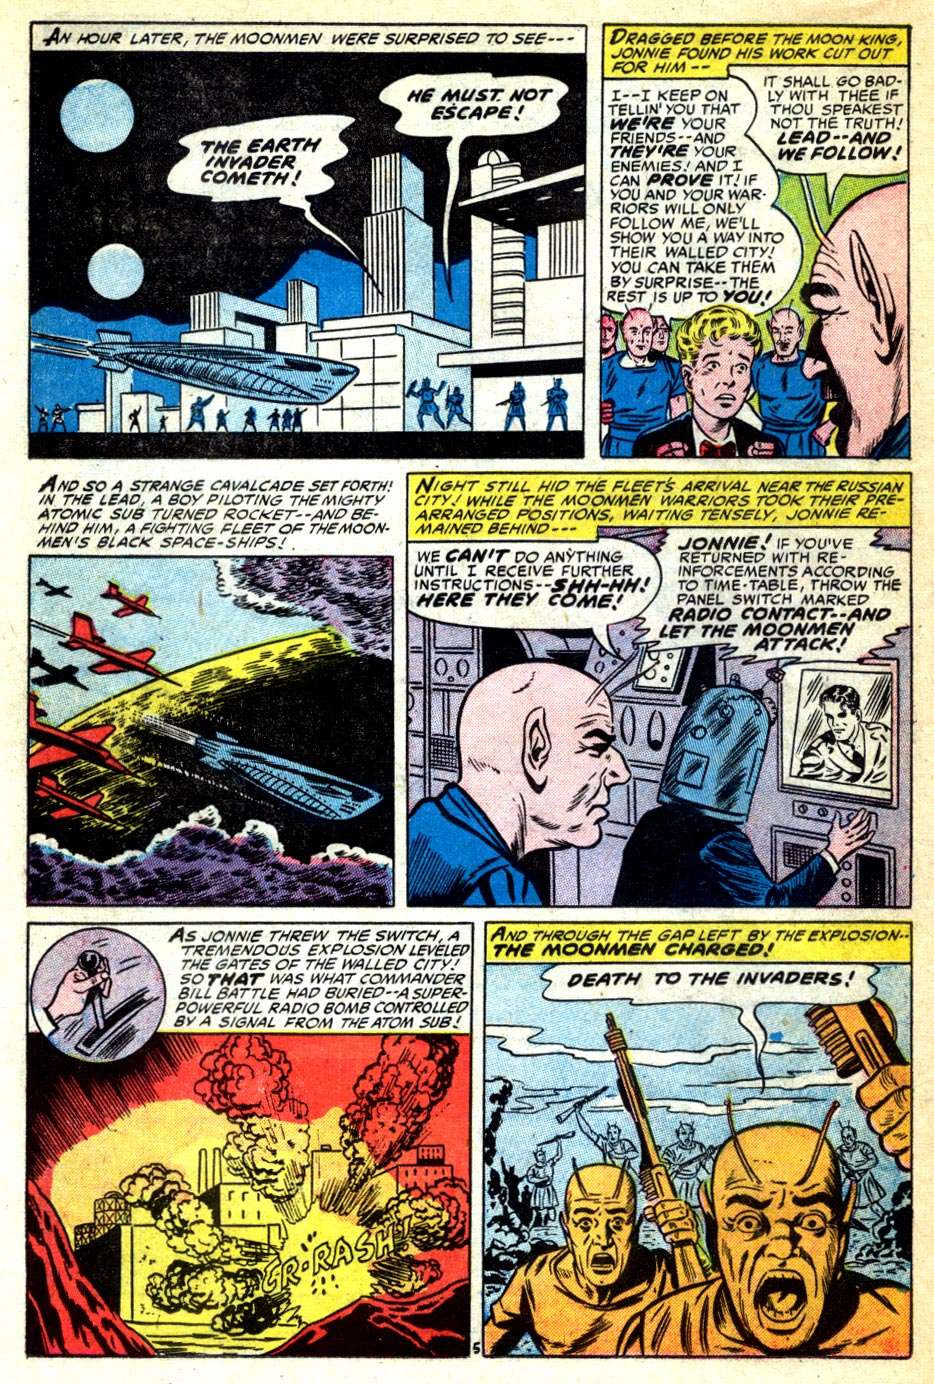 AN HOUR LATER, THE MOONMEN WERE SURPRISED TO SEE---
THE EARTH
INVADER
COMETH!
HE MUST NOT
ESCAPE!
DRAGGED BEFORE THE MOON KING,
JONNIE FOUND HIS WORK CUT OUT
FOR HIM--
I--I KEEP ON
TELLIN' YOU THAT
WE'RE YOUR
FRIENDS--AND
THEY'RE YOUR
ENEMIES! AND I
CAN PROVE IT! IF
YOU AND YOUR WAR-
RIORS WILL ONLY
FOLLOW ME, WE'LL
SHOW YOU A WAY INTO
THEIR WALLED CITY!
YOU CAN TAKE THEM
BY SURPRISE--THE
REST IS UP TO YOU!
IT SHALL GO BAD-
LY WITH THEE IF
THOU SPEAKEST
NOT THE TRUTH!
LEAD--AND
WE FOLLOW!
AND SO A STRANGE CAVALCADE SET FORTH!
IN THE LEAD, A BOY PILOTING THE MIGHTY
ATOMIC SUB TURNED ROCKET--AND BE-
HIND HIM, A FIGHTING FLEET OF THE MOON-
MEN'S BLACK SPACE-SHIPS!
NIGHT STILL HID THE FLEET'S ARRIVAL NEAR THE RUSSIAN
CITY! WHILE THE MOONMEN WARRIORS TOOK THEIR PRE-
ARRANGED POSITIONS, WAITING TENSELY, JONNIE RE-
MAINED BEHIND---
WE CAN'T DO ANYTHING
UNTIL I RECEIVE FURTHER
INSTRUCTIONS--SHH-HH!
HERE THEY COME!
JONNIE! IF YOU'VE
RETURNED WITH RE-
INFORCEMENTS ACCORDING
TO TIME-TABLE, THROW THE
PANEL SWITCH MARKED
RADIO CONTACT--AND
LET THE MOONMEN
ATTACK!
AS JONNIE THREW THE SWITCH, A
TREMENDOUS EXPLOSION LEVELED
THE GATES OF THE WALLED CITY!
SO THAT WAS WHAT COMMANDER
BILL BATTLE HAD BURIED--A SUPER-
POWERFUL RADIO BOMB CONTROLLED
BY A SIGNAL FROM THE ATOM SUB!
CR-RASH!
5
AND THROUGH THE GAP LEFT BY THE EXPLOSION--
THE MOONMEN CHARGED!
DEATH TO THE INVADERS!